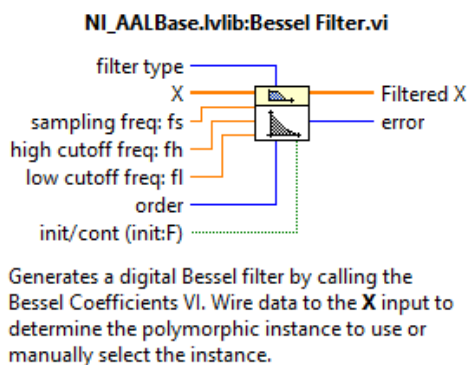 NI_AALBase.lvlib:Bessel Filter.vi
filter type
X
Filtered X
sampling freq: fs
error
high cutoff freq: fh
low cutoff freq: fl
order
init/cont (init:F)
Generates a digital Bessel filter by calling the
Bessel Coefficients VI. Wire data to the X input to
determine the polymorphic instance to use or
manually select the instance.